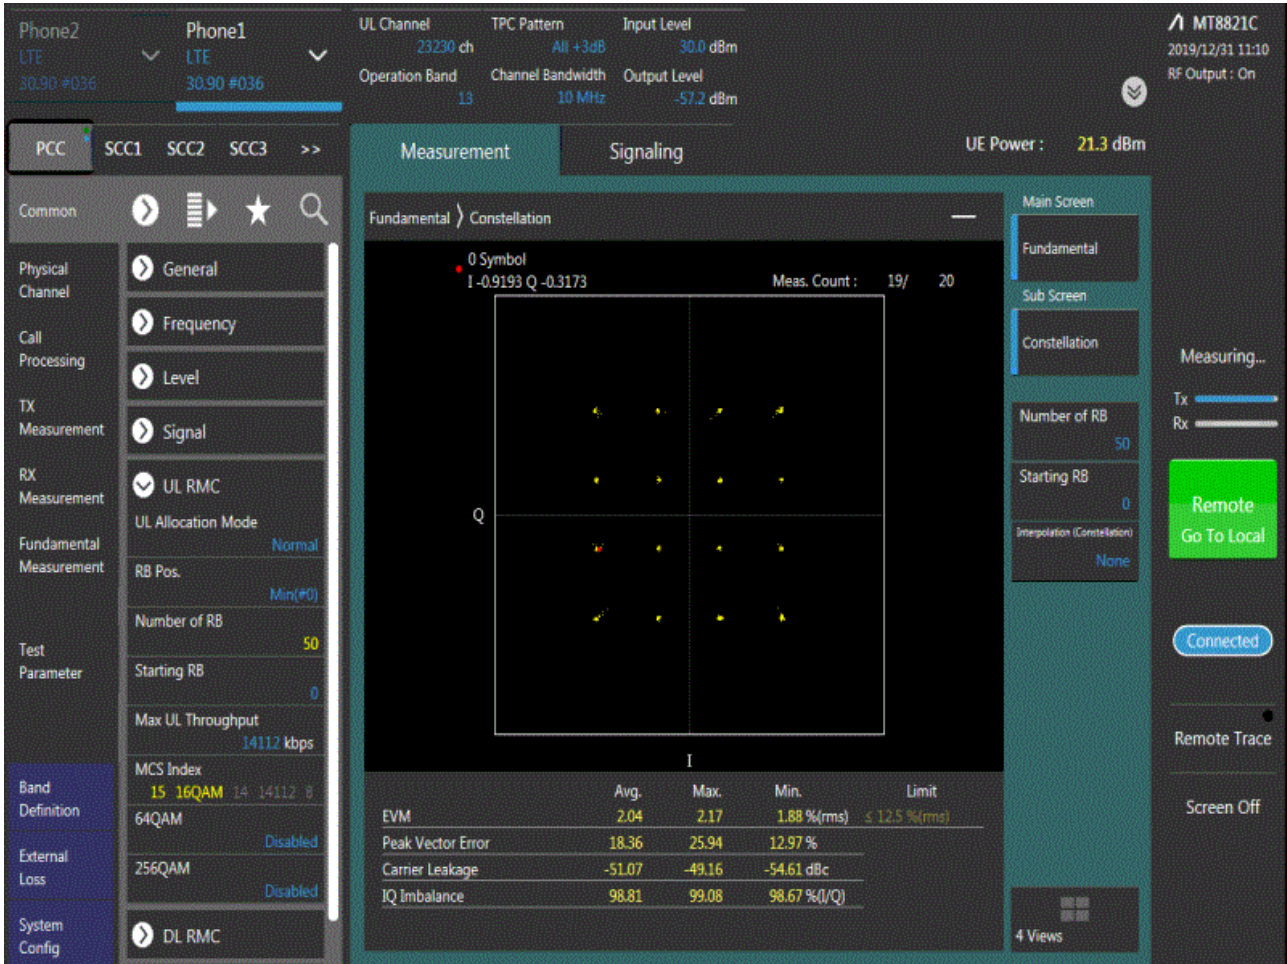 Phone2
LTE
30.90 #036
Phone1
LTE
30.90 #036
UL Channel
23230 ch
TPC Pattern
All +3dB
Input Level
30.0 dBm
Operation Band
13
Channel Bandwidth
10 MHz
Output Level
-57.2 dBm
MT8821C
2019/12/31 11:10
RF Output : On
PCC SCC1 SCC2 SCC3 >>
Measurement
Signaling
UE Power : 21.3 dBm
Common
Physical
Channel
Call
Processing
TX
Measurement
RX
Measurement
Fundamental
Measurement
Test
Parameter
Band
Definition
External
Loss
System
Config
General
Frequency
Level
Signal
UL RMC
UL Allocation Mode
Normal
RB Pos.
Min(#0)
Number of RB
50
Starting RB
0
Max UL Throughput
14112 kbps
MCS Index
15 16QAM 14 14112 8
64QAM
Disabled
256QAM
Disabled
DL RMC
Fundamental 〉 Constellation
0 Symbol
I -0.9193 Q -0.3173
Meas. Count : 19/ 20
Q
I
Avg. Max. Min. Limit
EVM 2.04 2.17 1.88 %(rms) ≤ 12.5 %(rms)
Peak Vector Error 18.36 25.94 12.97 %
Carrier Leakage -51.07 -49.16 -54.61 dBc
IQ Imbalance 98.81 99.08 98.67 %(I/Q)
Main Screen
Fundamental
Sub Screen
Constellation
Number of RB
50
Starting RB
0
Interpolation (Constellation)
None
4 Views
Measuring...
Tx
Rx
Remote
Go To Local
Connected
Remote Trace
Screen Off